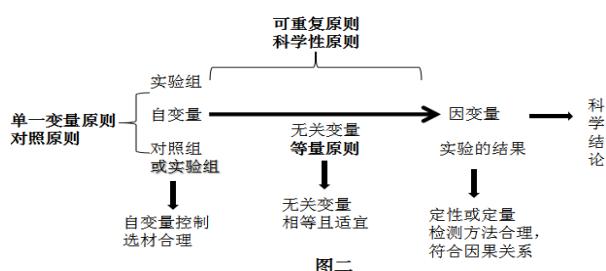 可重复原则
科学性原则
实验组
单一变量原则
对照原则
自变量
因变量
科学结论
无关变量
等量原则
对照组
或实验组
实验的结果
自变量控制
选材合理
无关变量
相等且适宜
定性或定量
检测方法合理，
符合因果关系
图二